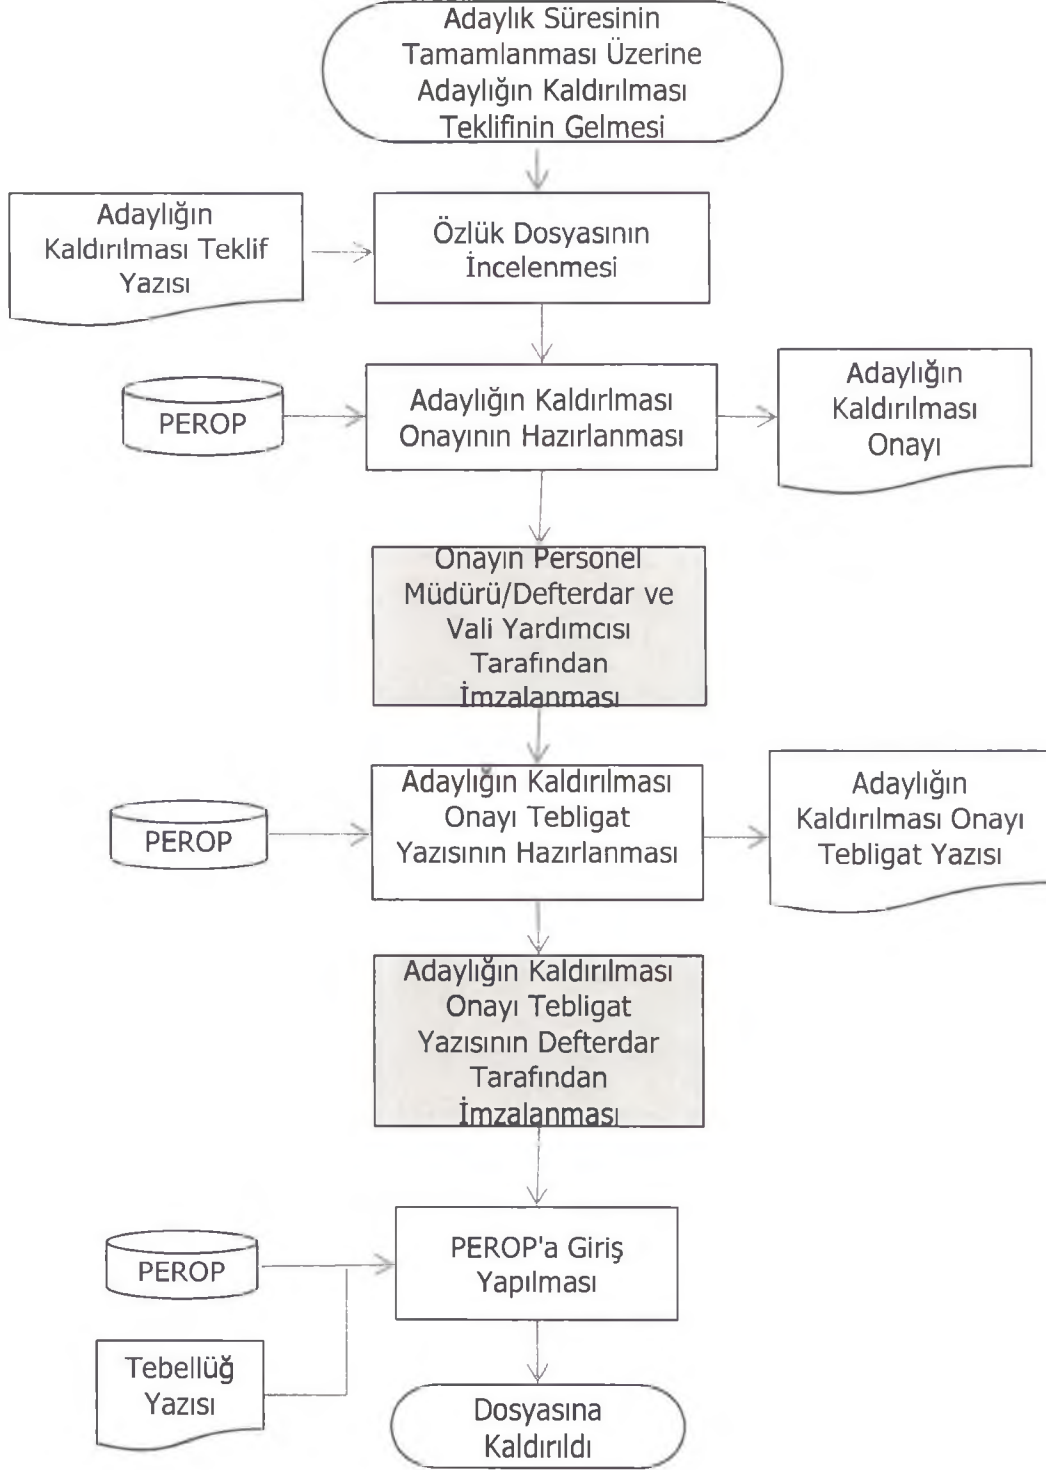 Adaylık Süresinin
Tamamlanması Üzerine
Adaylığın Kaldırılması
Teklifinin Gelmesi
Adaylığın
Kaldırılması Teklif
Yazısı
Özlük Dosyasının
İncelenmesi
PEROP
Adaylığın Kaldırlması
Onayının Hazırlanması
Adaylığın
Kaldırılması
Onayı
Onayın Personel
Müdürü/Defterdar ve
Vali Yardımcısı
Tarafından
İmzalanması
PEROP
Adaylığın Kaldırılması
Onayı Tebligat
Yazısının Hazırlanması
Adaylığın
Kaldırılması Onayı
Tebligat Yazısı
Adaylığın Kaldırılması
Onayı Tebligat
Yazısının Defterdar
Tarafından
İmzalanması
PEROP
PEROP'a Giriş
Yapılması
Tebellüğ
Yazısı
Dosyasına
Kaldırıldı